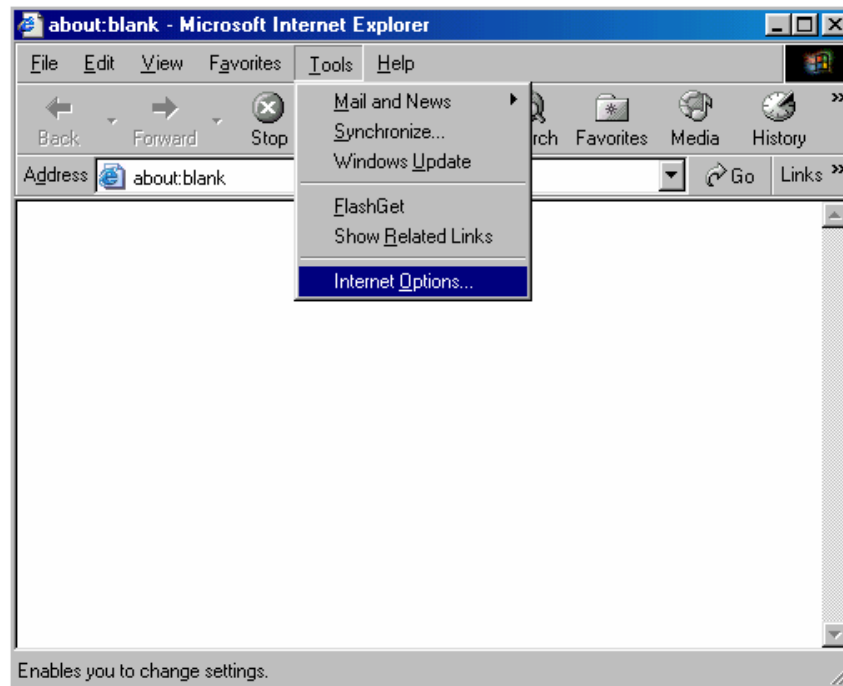 about:blank - Microsoft Internet Explorer
File Edit View Favorites Tools Help
Back Forward Stop rch Favorites Media History
Address about:blank Go Links
Mail and News
Synchronize...
Windows Update
FlashGet
Show Related Links
Internet Options...
Enables you to change settings.